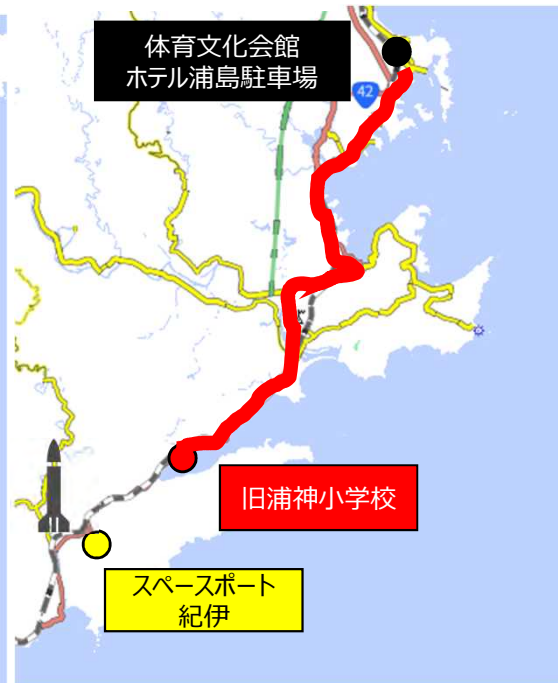 体育文化会館
ホテル浦島駐車場
42
旧浦神小学校
スペースポート
紀伊